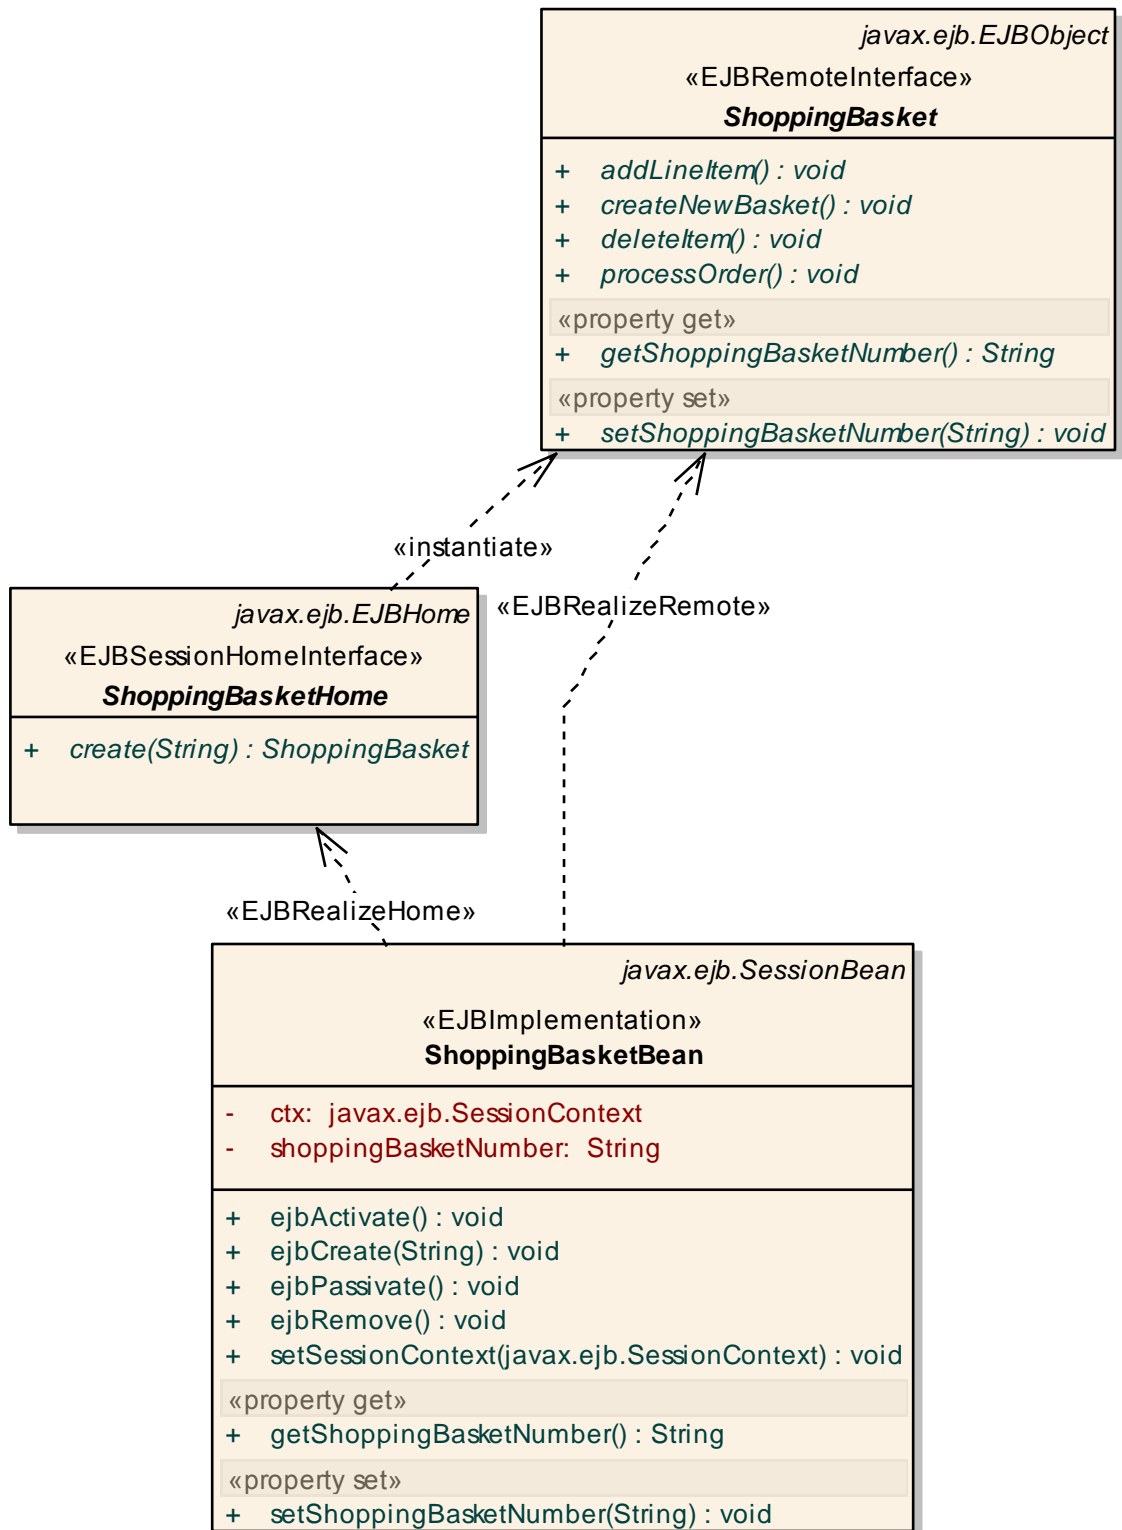 javax.ejb.EJBObject
«EJBRemoteInterface»
ShoppingBasket
+ addLineItem() : void
+ createNewBasket() : void
+ deleteItem() : void
+ processOrder() : void
«property get»
+ getShoppingBasketNumber() : String
«property set»
+ setShoppingBasketNumber(String) : void
«instantiate»
«EJBRealizeRemote»
javax.ejb.EJBHome
«EJBSessionHomeInterface»
ShoppingBasketHome
+ create(String) : ShoppingBasket
«EJBRealizeHome»
javax.ejb.SessionBean
«EJBImplementation»
ShoppingBasketBean
- ctx: javax.ejb.SessionContext
- shoppingBasketNumber: String
+ ejbActivate() : void
+ ejbCreate(String) : void
+ ejbPassivate() : void
+ ejbRemove() : void
+ setSessionContext(javax.ejb.SessionContext) : void
«property get»
+ getShoppingBasketNumber() : String
«property set»
+ setShoppingBasketNumber(String) : void